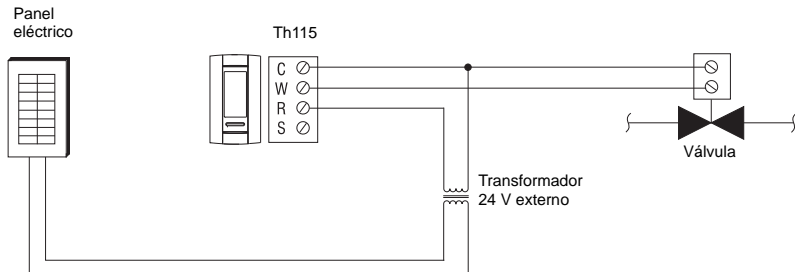 Panel
eléctrico
Th115
C
W
R
S
Válvula
Transformador
24 V externo